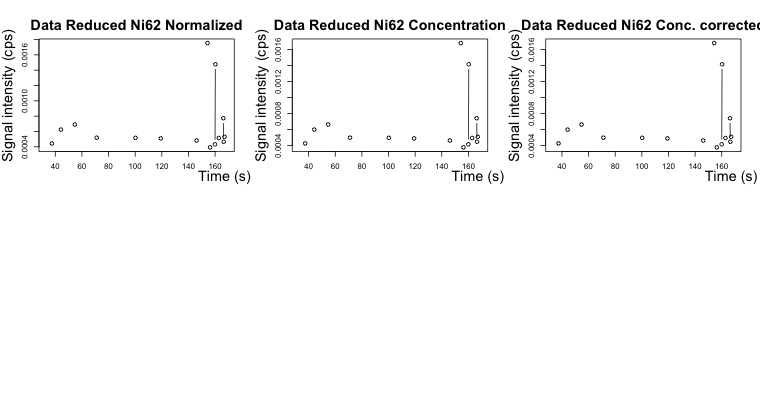 Data Reduced Ni62 Normalized
Signal intensity (cps)
0.0004 0.0010 0.0016
40 60 80 100 120 140 160
Time (s)
Data Reduced Ni62 Concentration
Signal intensity (cps)
0.0004 0.0008 0.0012 0.0016
40 60 80 100 120 140 160
Time (s)
Data Reduced Ni62 Conc. corrected
Signal intensity (cps)
0.0004 0.0008 0.0012 0.0016
40 60 80 100 120 140 160
Time (s)